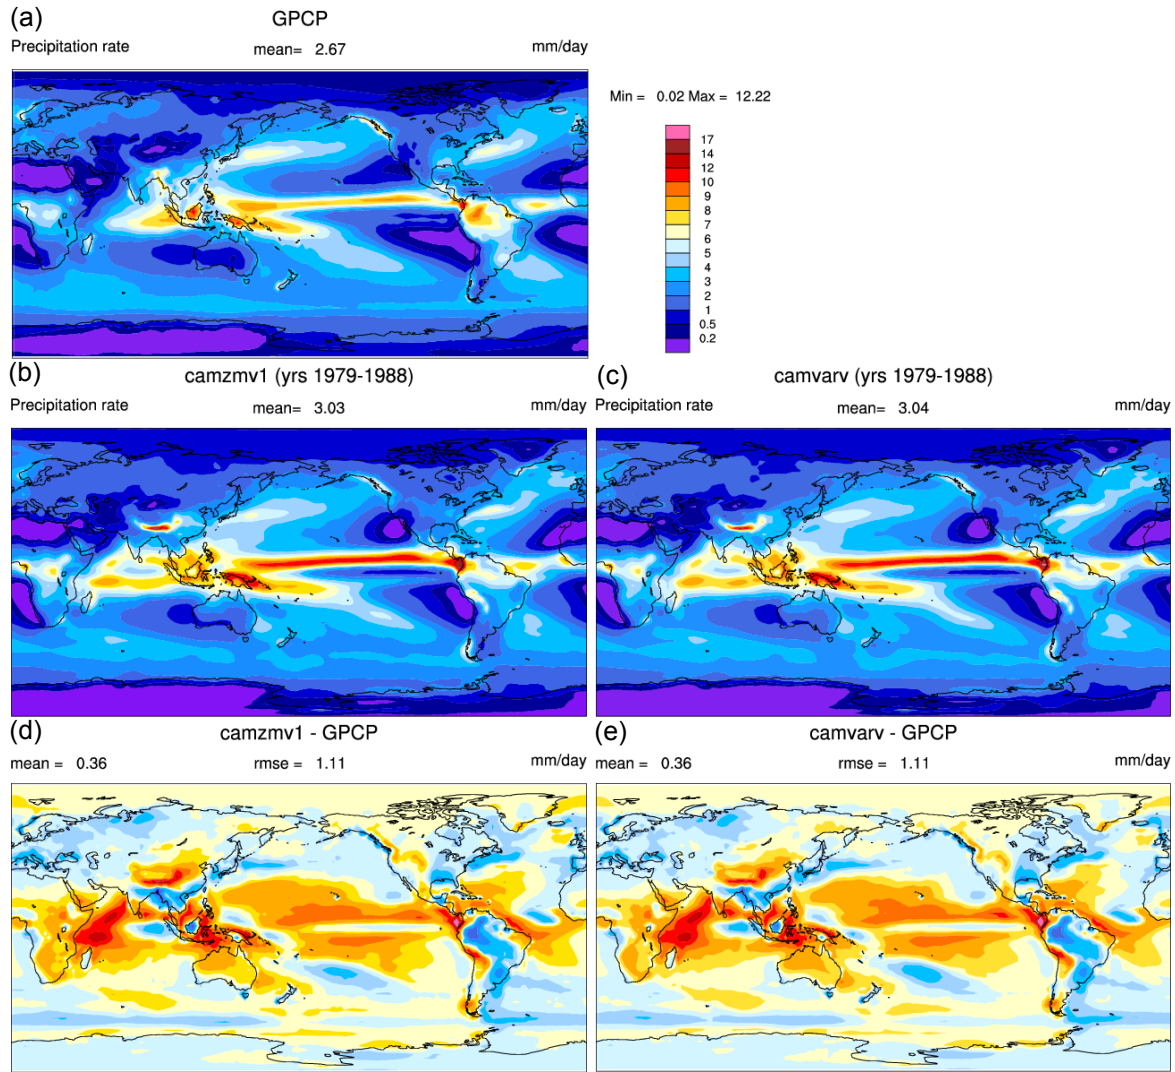 (a)
GPCP
Precipitation rate mean= 2.67 mm/day
Min = 0.02 Max = 12.22
17
14
12
10
9
8
7
6
5
4
3
2
1
0.5
0.2
(b) camzmv1 (yrs 1979-1988)
Precipitation rate mean= 3.03 mm/day
(c) camvarv (yrs 1979-1988)
Precipitation rate mean= 3.04 mm/day
(d) camzmv1 - GPCP
mean = 0.36 rmse = 1.11 mm/day
(e) camvarv - GPCP
mean = 0.36 rmse = 1.11 mm/day